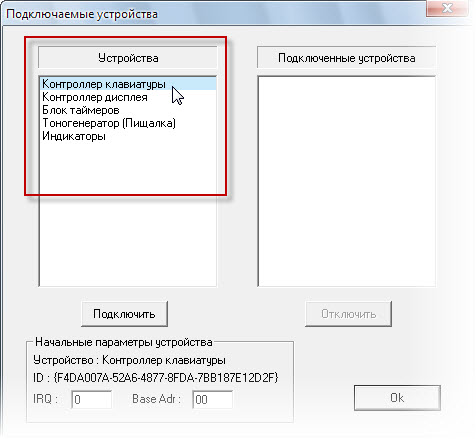 Подключаемые устройства
Устройства
Подключенные устройства
Контроллер клавиатуры
Контроллер дисплея
Блок таймеров
Тоногенератор (Пищалка)
Индикаторы
Подключить
Отключить
Начальные параметры устройства
Устройство : Контроллер клавиатуры
ID : {F4DA007A-52A6-4877-8FDA-7BB187E12D2F}
IRQ : 0 Base Adr : 00
Ok